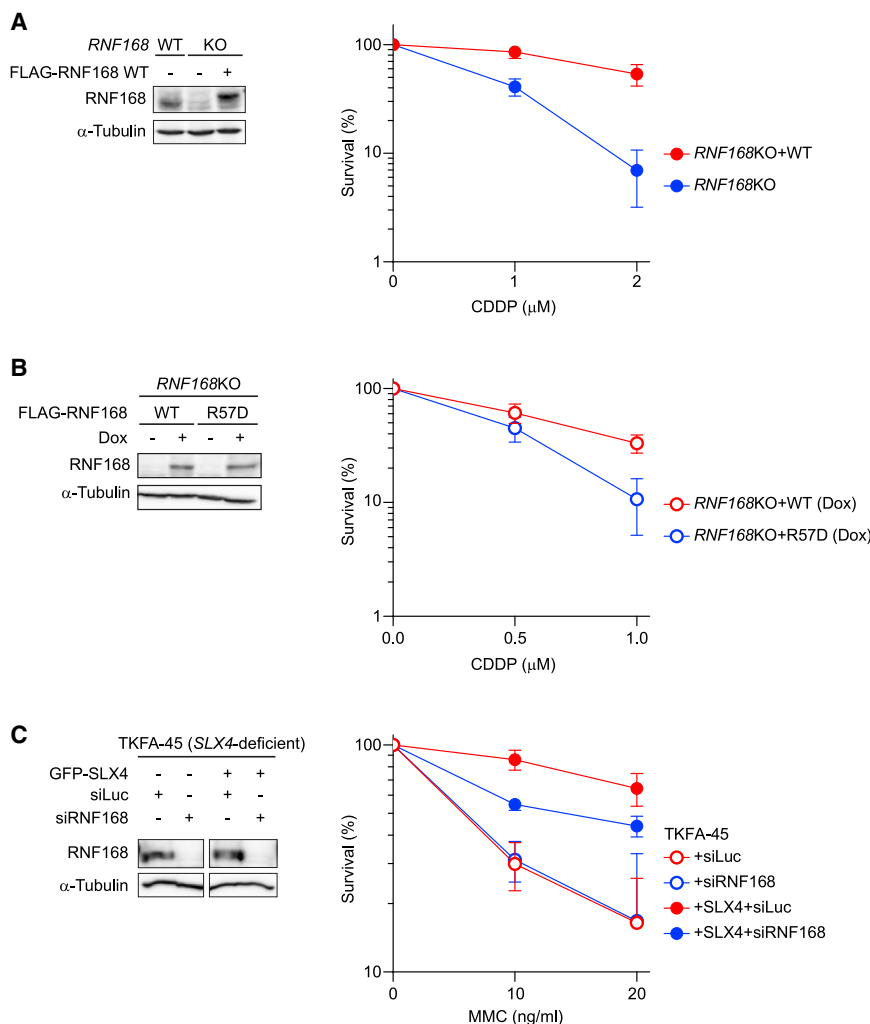 A
RNF168 WT KO
FLAG-RNF168 WT - - +
RNF168
α-Tubulin
Survival (%)
100
10
1
0 1 2
CDDP (μM)
RNF168KO+WT
RNF168KO
B
RNF168KO
FLAG-RNF168 WT R57D
Dox - + - +
RNF168
α-Tubulin
Survival (%)
100
10
1
0.0 0.5 1.0
CDDP (μM)
RNF168KO+WT (Dox)
RNF168KO+R57D (Dox)
C
TKFA-45 (SLX4-deficient)
GFP-SLX4 - - + +
siLuc + - + -
siRNF168 - + - +
RNF168
α-Tubulin
Survival (%)
100
10
0 10 20
MMC (ng/ml)
TKFA-45
+siLuc
+siRNF168
+SLX4+siLuc
+SLX4+siRNF168